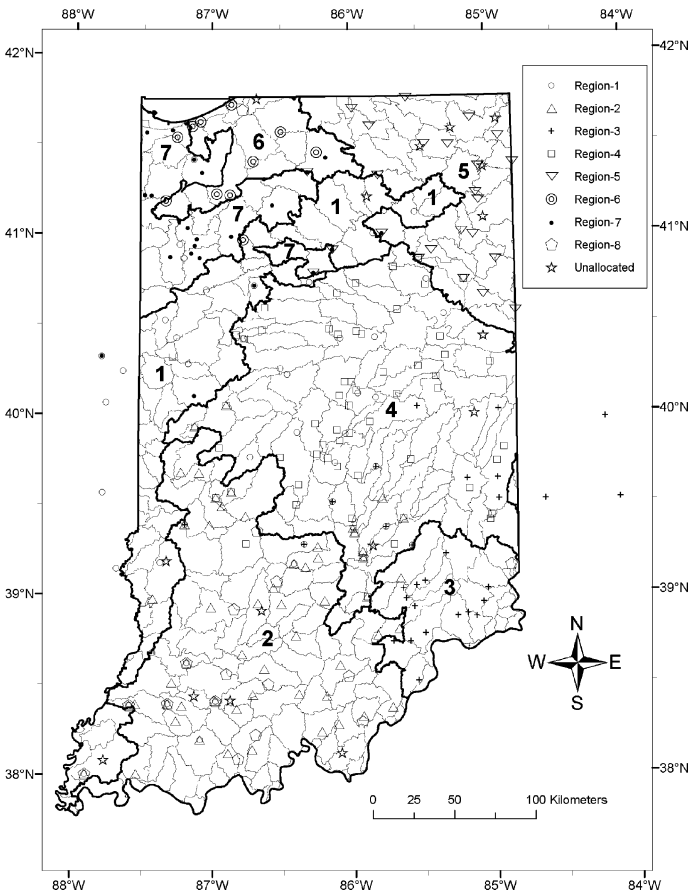 88°W 87°W 86°W 85°W 84°W
42°N 42°N
Region-1
Region-2
Region-3
Region-4
Region-5
Region-6
Region-7
Region-8
Unallocated
6
7
5
1
1
7
41°N 41°N
7
1
4
40°N 40°N
3
39°N 39°N
2
N
W E
S
38°N 38°N
0 25 50 100 Kilometers
88°W 87°W 86°W 85°W 84°W